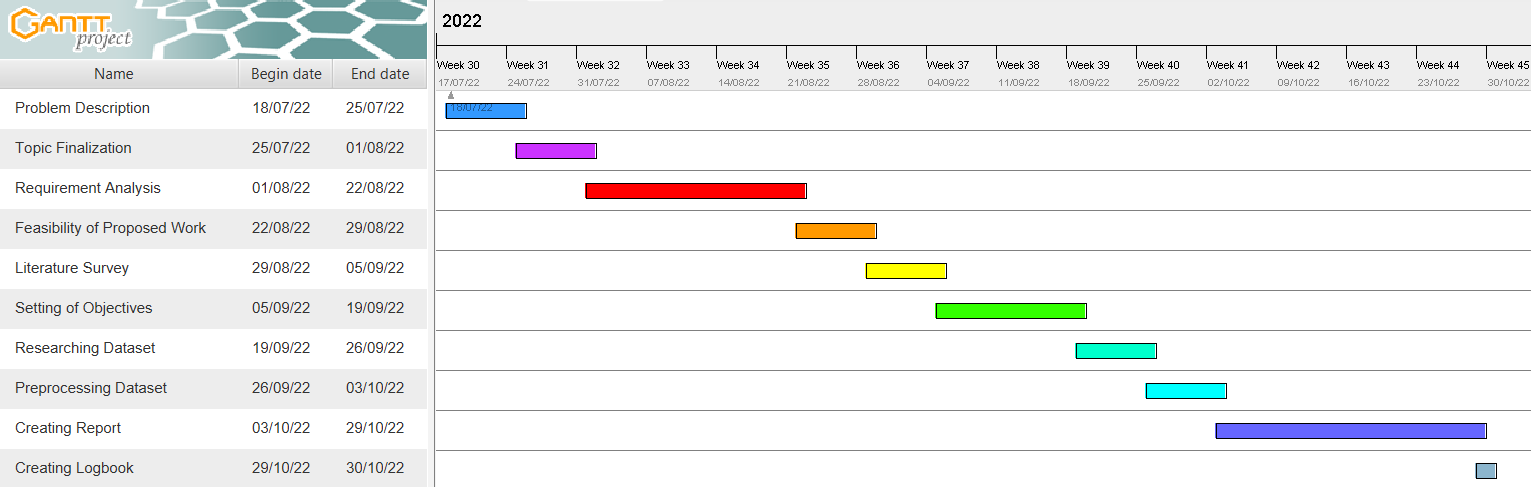 GANTT
project
2022
Week 30 Week 31 Week 32 Week 33 Week 34 Week 35 Week 36 Week 37 Week 38 Week 39 Week 40 Week 41 Week 42 Week 43 Week 44 Week 45
Name Begin date End date
17/07/22 24/07/22 31/07/22 07/08/22 14/08/22 21/08/22 28/08/22 04/09/22 11/09/22 18/09/22 25/09/22 02/10/22 09/10/22 16/10/22 23/10/22 30/10/22
Problem Description 18/07/22 25/07/22 18/07/22
Topic Finalization 25/07/22 01/08/22
Requirement Analysis 01/08/22 22/08/22
Feasibility of Proposed Work 22/08/22 29/08/22
Literature Survey 29/08/22 05/09/22
Setting of Objectives 05/09/22 19/09/22
Researching Dataset 19/09/22 26/09/22
Preprocessing Dataset 26/09/22 03/10/22
Creating Report 03/10/22 29/10/22
Creating Logbook 29/10/22 30/10/22